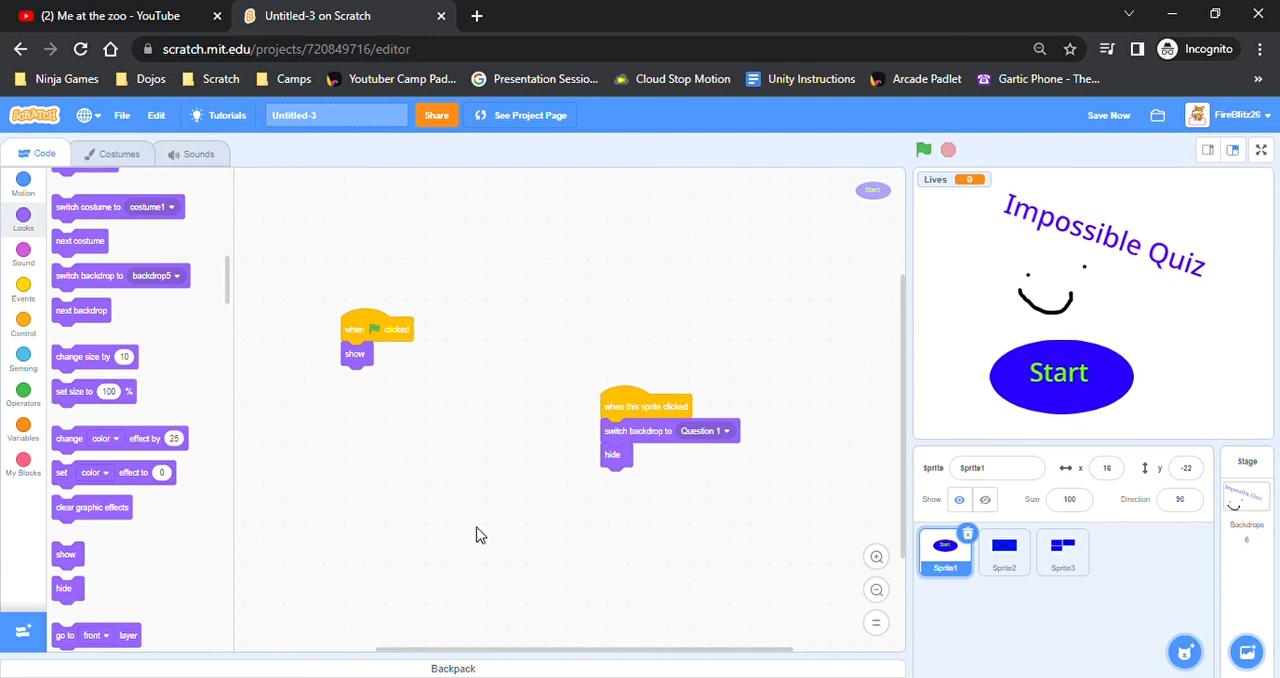 (2) Me at the zoo - YouTube
Untitled-3 on Scratch
scratch.mit.edu/projects/720849716/editor
Incognito
Ninja Games
Dojos
Scratch
Camps
Youtuber Camp Pad...
Presentation Sessio...
Cloud Stop Motion
Unity Instructions
Arcade Padlet
Gartic Phone - The...
SCRATCH
File
Edit
Tutorials
Untitled-3
Share
See Project Page
Save Now
FireBlitz26
Code
Costumes
Sounds
Motion
Looks
Sound
Events
Control
Sensing
Operators
Variables
My Blocks
switch costume to costume1
next costume
switch backdrop to backdrop5
next backdrop
change size by 10
set size to 100 %
change color effect by 25
set color effect to 0
clear graphic effects
show
hide
go to front layer
when clicked
show
when this sprite clicked
switch backdrop to Question 1
hide
Start
Backpack
Lives 9
Impossible Quiz
Start
Sprite Sprite1 x 16 y -22
Show Size 100 Direction 90
Start
Sprite1
Sprite2
Sprite3
Stage
Impossible Quiz
Backdrops
6